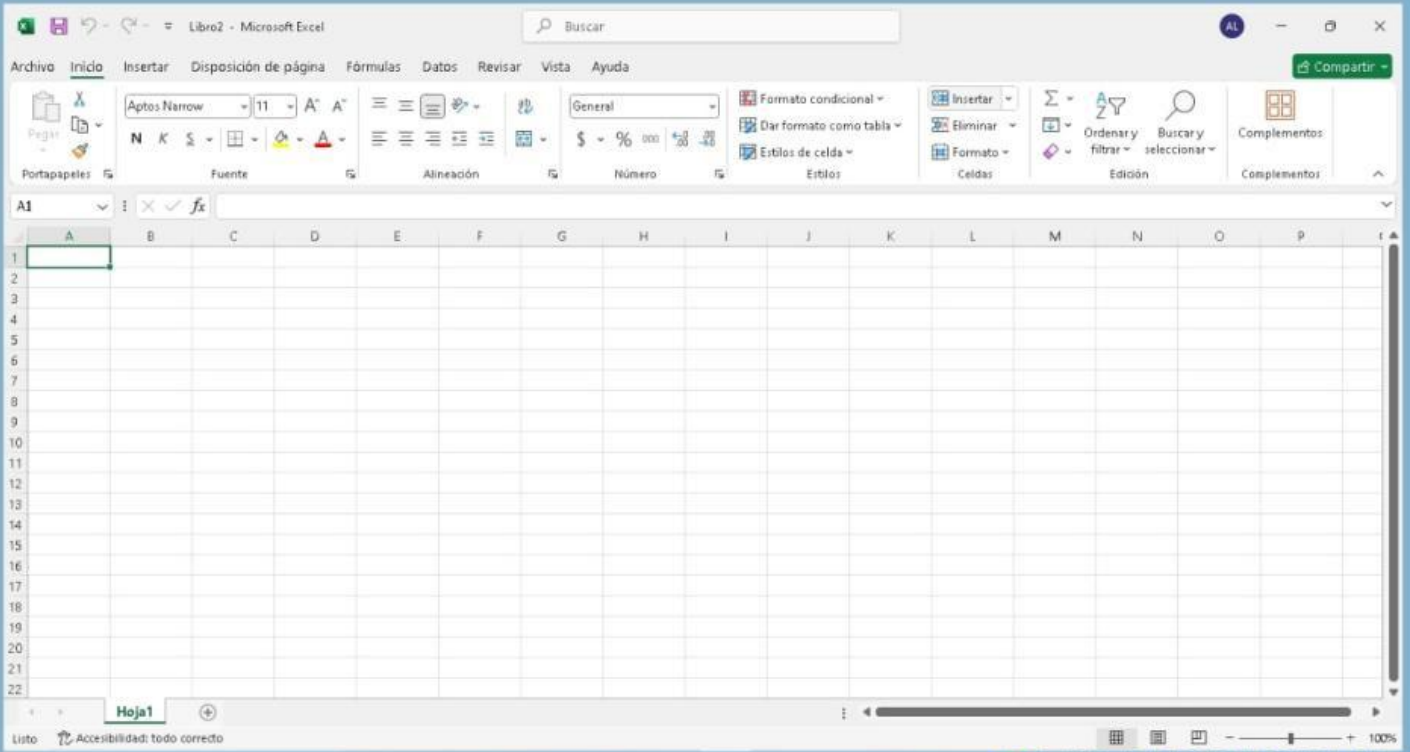 Libro2 - Microsoft Excel
Buscar
AL
Archivo Inicio Insertar Disposición de página Fórmulas Datos Revisar Vista Ayuda
Compartir
Pegar
Portapapeles
Aptos Narrow 11 A^ A˅
N K S A
Fuente
Alineación
General
$ % 000
Número
Formato condicional
Dar formato como tabla
Estilos de celda
Estilos
Insertar
Eliminar
Formato
Celdas
Σ
Ordenar y
filtrar
Buscar y
seleccionar
Edición
Complementos
Complementos
A1 fx
A B C D E F G H I J K L M N O P
1
2
3
4
5
6
7
8
9
10
11
12
13
14
15
16
17
18
19
20
21
22
Hoja1
Listo Accesibilidad: todo correcto 100%